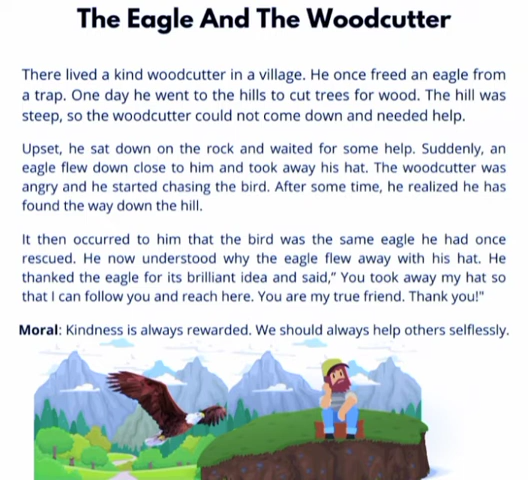 The Eagle And The Woodcutter
There lived a kind woodcutter in a village. He once freed an eagle from
a trap. One day he went to the hills to cut trees for wood. The hill was
steep, so the woodcutter could not come down and needed help.
Upset, he sat down on the rock and waited for some help. Suddenly, an
eagle flew down close to him and took away his hat. The woodcutter was
angry and he started chasing the bird. After some time, he realized he has
found the way down the hill.
It then occurred to him that the bird was the same eagle he had once
rescued. He now understood why the eagle flew away with his hat. He
thanked the eagle for its brilliant idea and said,” You took away my hat so
that I can follow you and reach here. You are my true friend. Thank you!"
Moral: Kindness is always rewarded. We should always help others selflessly.